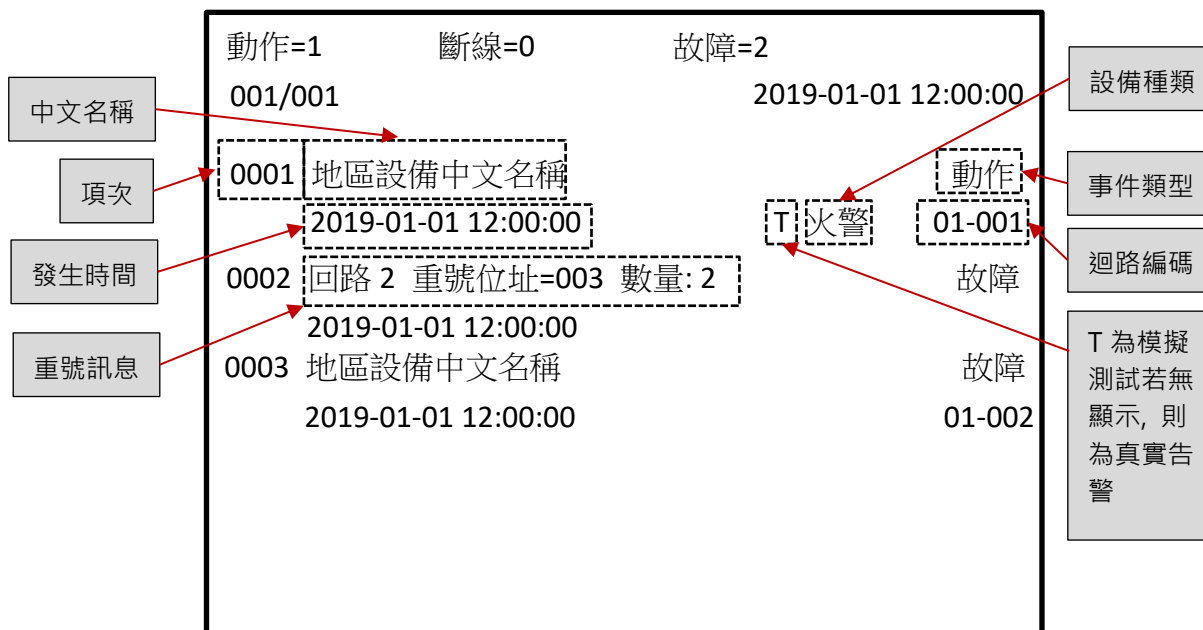 動作=1 斷線=0 故障=2
001/001 2019-01-01 12:00:00
0001 地區設備中文名稱 動作
2019-01-01 12:00:00 T 火警 01-001
0002 回路 2 重號位址=003 數量: 2 故障
2019-01-01 12:00:00
0003 地區設備中文名稱 故障
2019-01-01 12:00:00 01-002
中文名稱
項次
發生時間
重號訊息
設備種類
事件類型
迴路編碼
T 為模擬
測試若無
顯示, 則
為真實告
警